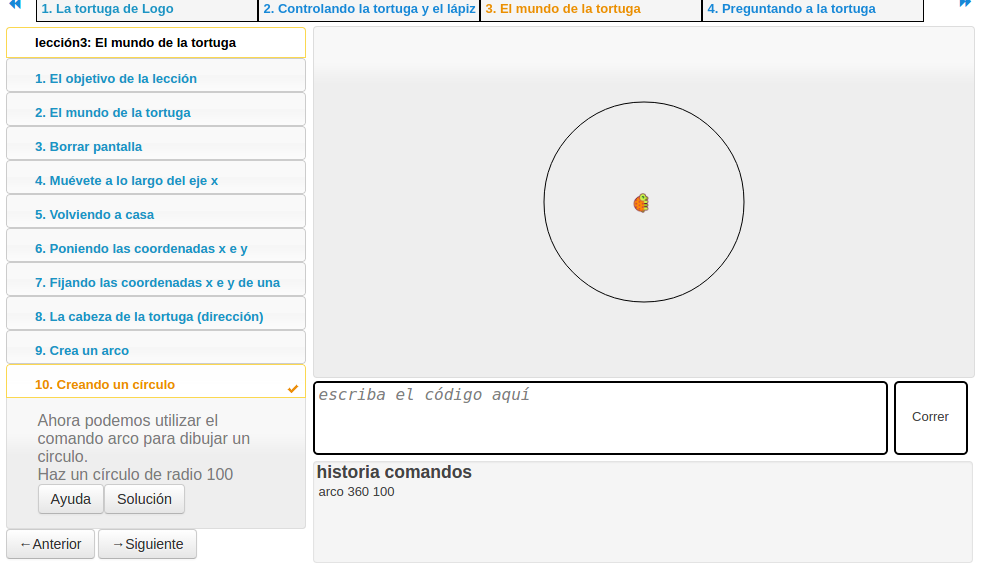 1. La tortuga de Logo
2. Controlando la tortuga y el lápiz
3. El mundo de la tortuga
4. Preguntando a la tortuga
lección3: El mundo de la tortuga
1. El objetivo de la lección
2. El mundo de la tortuga
3. Borrar pantalla
4. Muévete a lo largo del eje x
5. Volviendo a casa
6. Poniendo las coordenadas x e y
7. Fijando las coordenadas x e y de una
8. La cabeza de la tortuga (dirección)
9. Crea un arco
10. Creando un círculo
Ahora podemos utilizar el
comando arco para dibujar un
circulo.
Haz un círculo de radio 100
Ayuda
Solución
←Anterior
→Siguiente
escriba el código aquí
Correr
historia comandos
arco 360 100